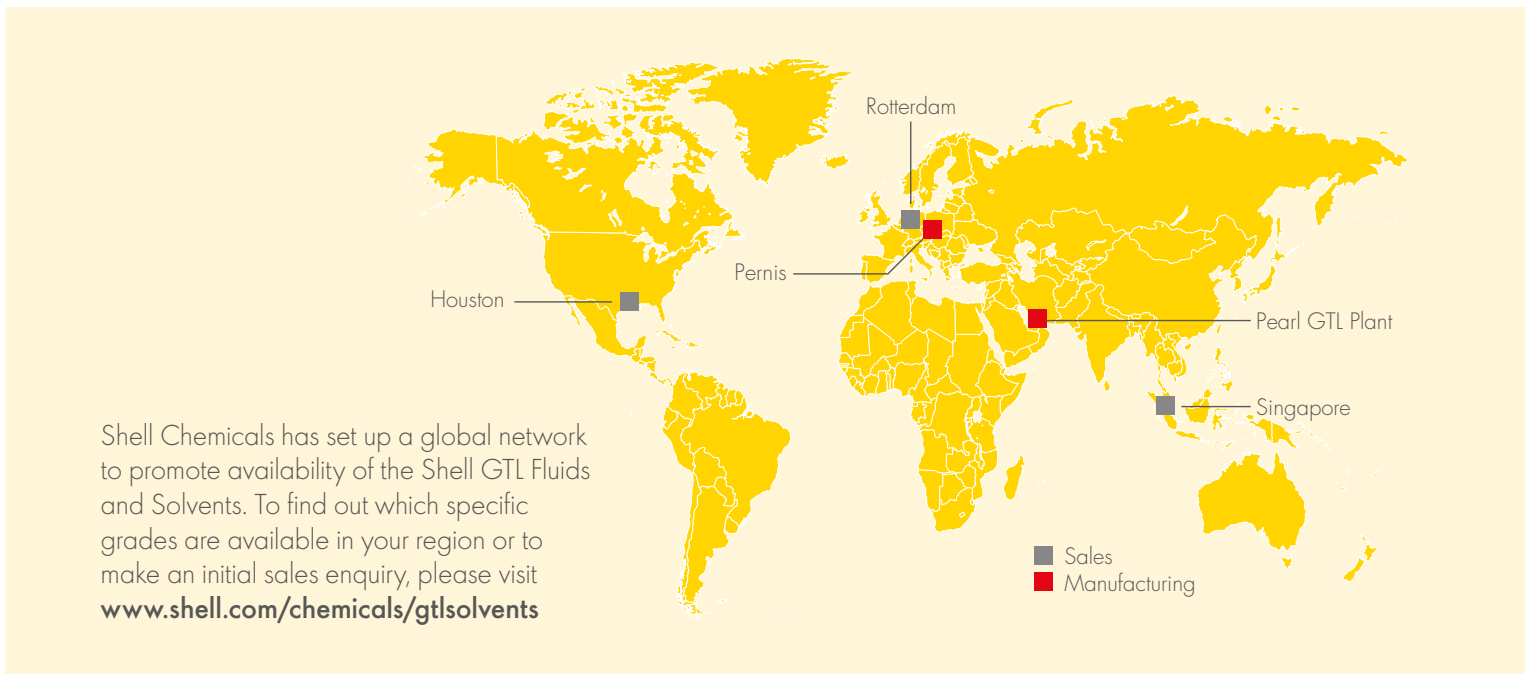 Rotterdam
Pernis
Houston
Pearl GTL Plant
Singapore
Shell Chemicals has set up a global network
to promote availability of the Shell GTL Fluids
and Solvents. To find out which specific
grades are available in your region or to
make an initial sales enquiry, please visit
www.shell.com/chemicals/gtlsolvents
Sales
Manufacturing